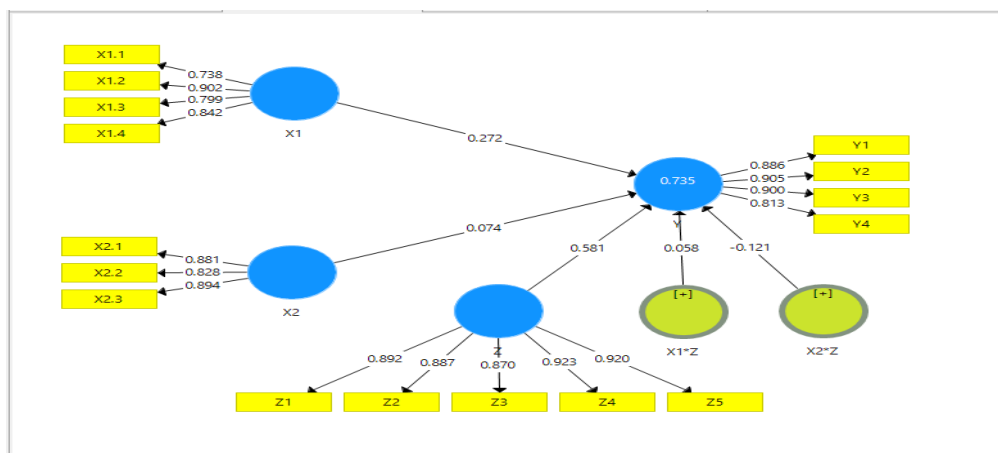 X1.1
X1.2
X1.3
X1.4
0.738
0.902
0.799
0.842
X1
0.272
X2.1
X2.2
X2.3
0.881
0.828
0.894
X2
0.074
0.735
Y
0.886
0.905
0.900
0.813
Y1
Y2
Y3
Y4
0.581
0.058
-0.121
[+]
X1*Z
[+]
X2*Z
Z
0.892
0.887
0.870
0.923
0.920
Z1
Z2
Z3
Z4
Z5